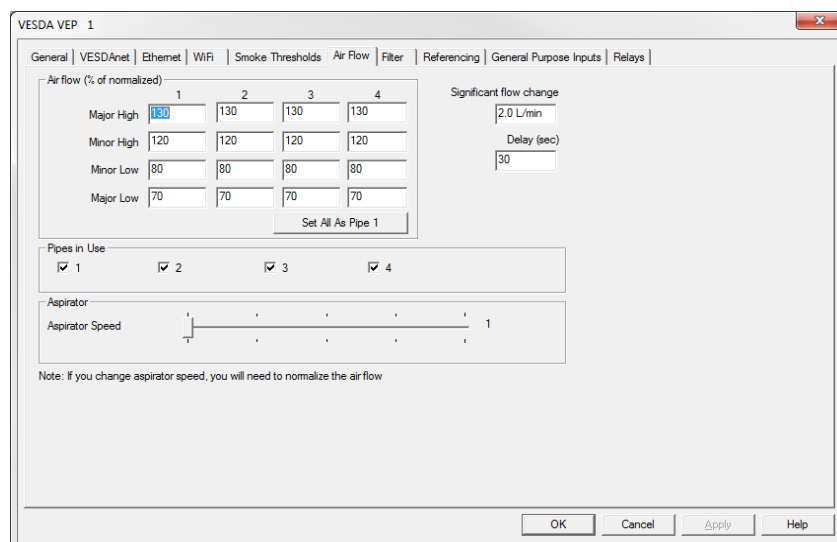 VESDA VEP 1
x
General VESDAnet Ethernet WiFi Smoke Thresholds Air Flow Filter Referencing General Purpose Inputs Relays
Air flow (% of normalized)
1 2 3 4
Major High 130 130 130 130
Minor High 120 120 120 120
Minor Low 80 80 80 80
Major Low 70 70 70 70
Set All As Pipe 1
Significant flow change
2.0 L/min
Delay (sec)
30
Pipes in Use
1 2 3 4
Aspirator
Aspirator Speed 1
Note: If you change aspirator speed, you will need to normalize the air flow
OK Cancel Apply Help